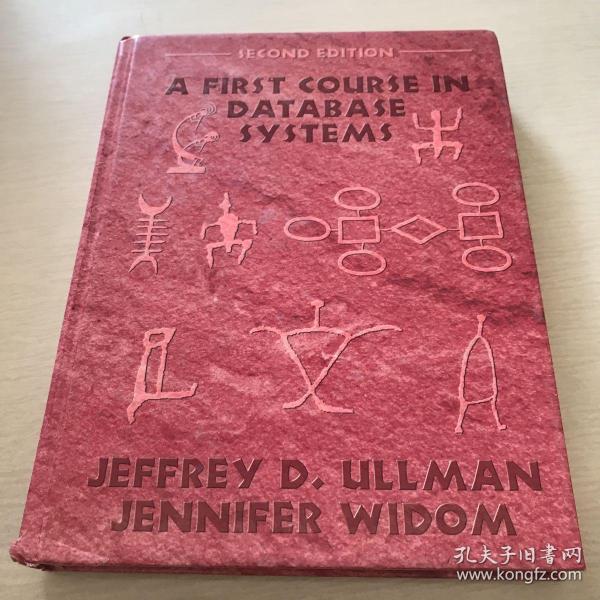 SECOND EDITION
A FIRST COURSE IN
DATABASE
SYSTEMS
JEFFREY D. ULLMAN
JENNIFER WIDOM
孔夫子旧書网
www.kongfz.com